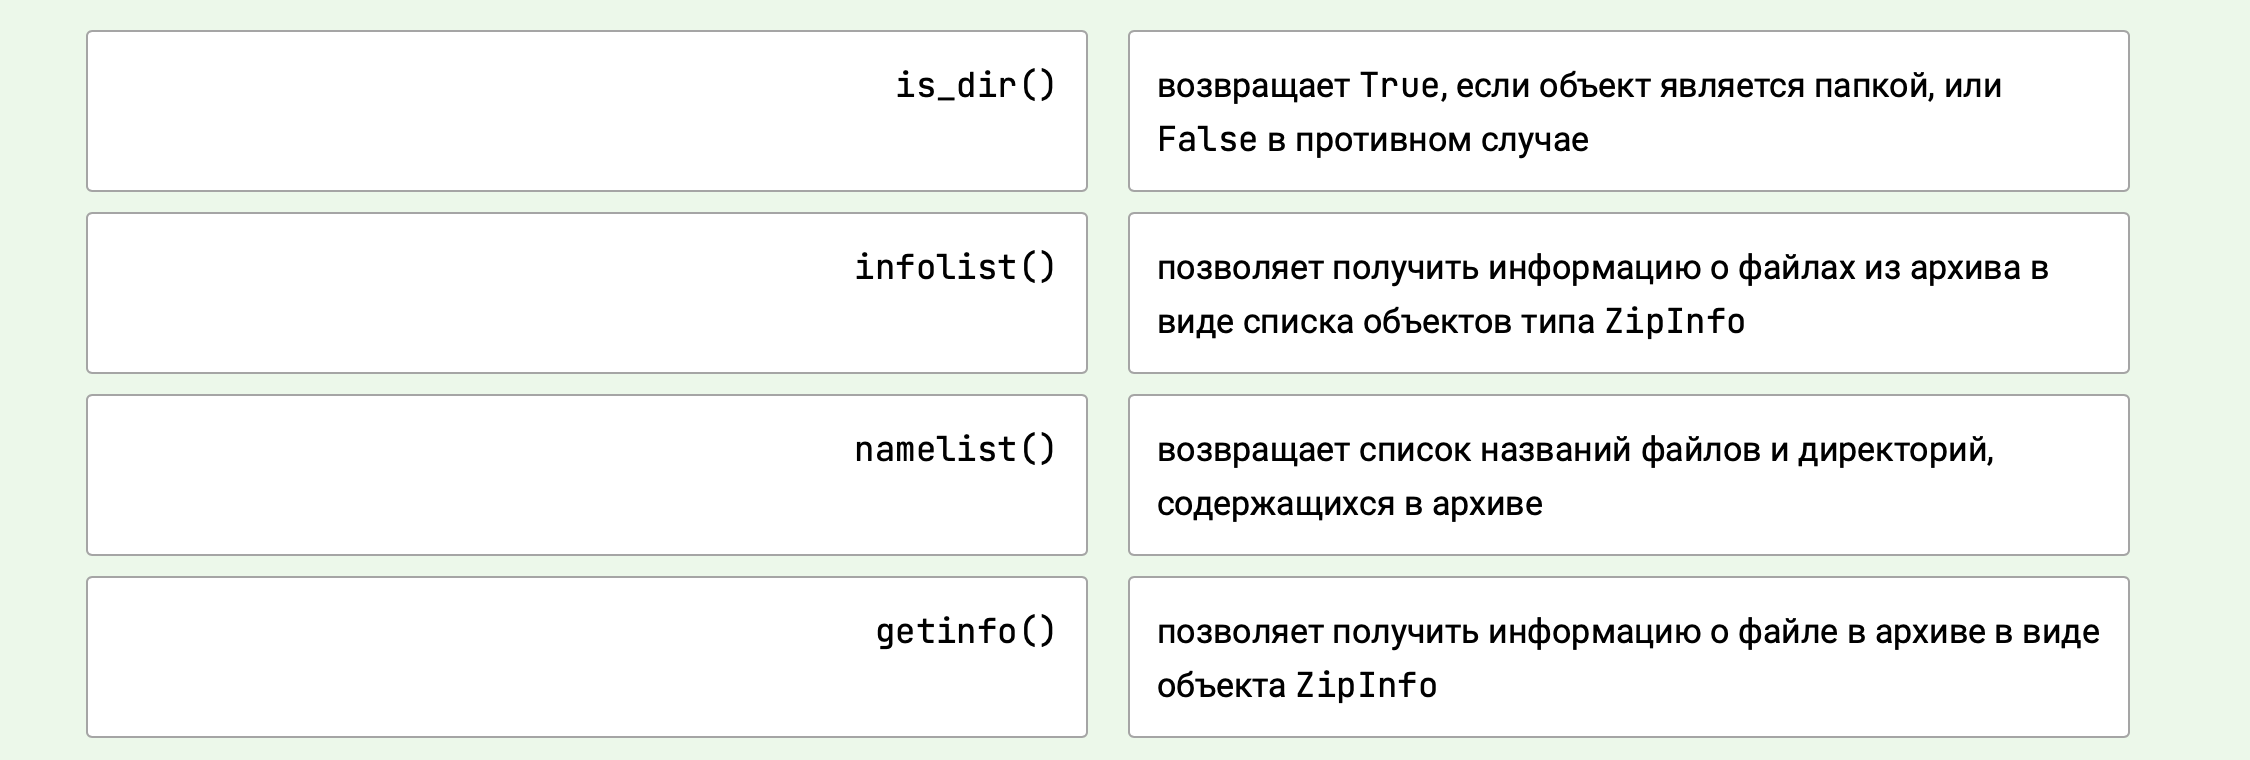 is_dir()
возвращает True, если объект является папкой, или
False в противном случае
infolist()
позволяет получить информацию о файлах из архива в
виде списка объектов типа ZipInfo
namelist()
возвращает список названий файлов и директорий,
содержащихся в архиве
getinfo()
позволяет получить информацию о файле в архиве в виде
объекта ZipInfo